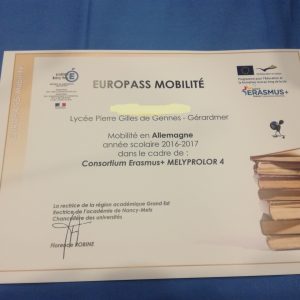 EUROPASS MOBILITÉ
Lycée Pierre Gilles de Gennes - Gérardmer
Mobilité en Allemagne
année scolaire 2016-2017
dans le cadre de :
Consortium Erasmus+ MELYPROLOR 4
La rectrice de la région académique Grand-Est
Rectrice de l'académie de Nancy-Metz
Chancelière des universités
Florence ROBINE
ERASMUS+